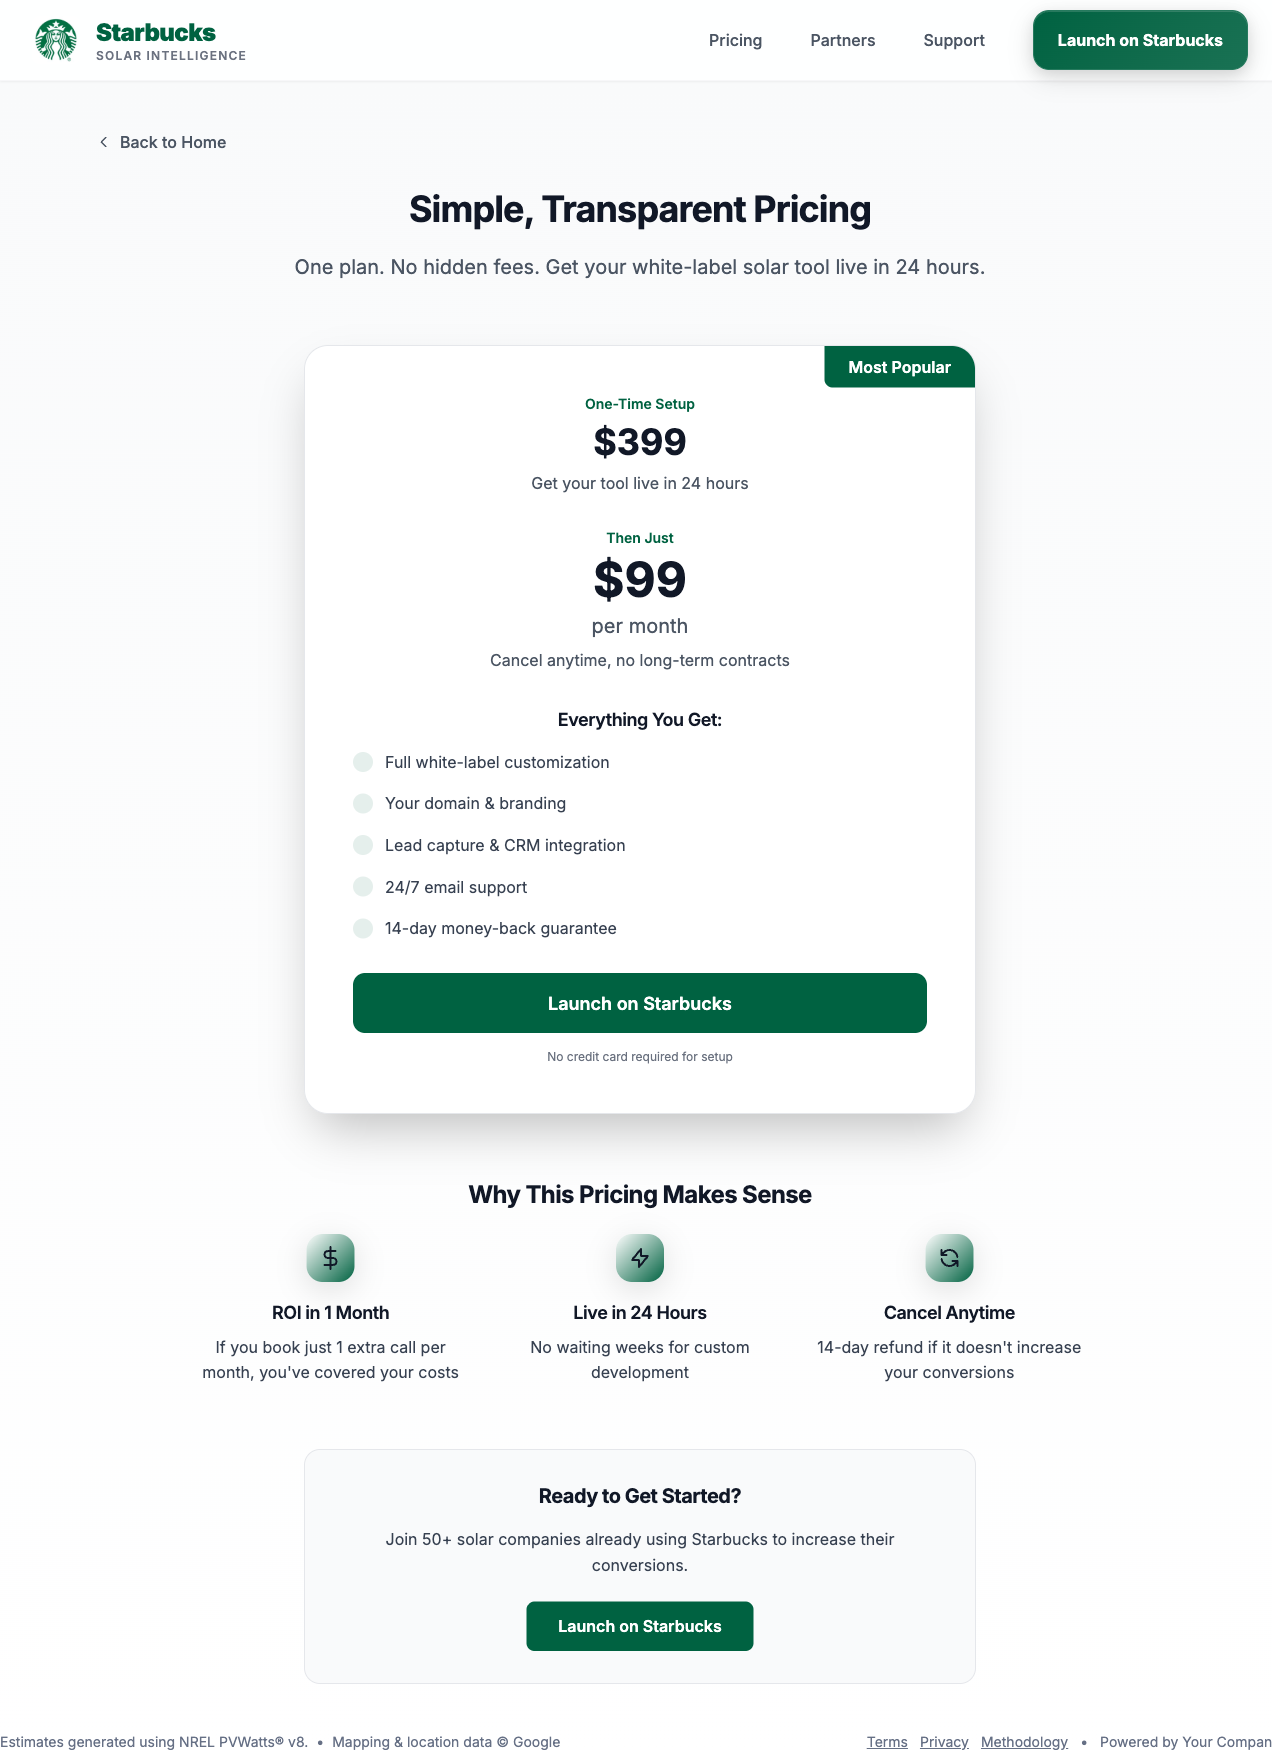 Starbucks
SOLAR INTELLIGENCE
Pricing
Partners
Support
Launch on Starbucks
Back to Home
Simple, Transparent Pricing
One plan. No hidden fees. Get your white-label solar tool live in 24 hours.
Most Popular
One-Time Setup
$399
Get your tool live in 24 hours
Then Just
$99
per month
Cancel anytime, no long-term contracts
Everything You Get:
Full white-label customization
Your domain & branding
Lead capture & CRM integration
24/7 email support
14-day money-back guarantee
Launch on Starbucks
No credit card required for setup
Why This Pricing Makes Sense
ROI in 1 Month
If you book just 1 extra call per
month, you've covered your costs
Live in 24 Hours
No waiting weeks for custom
development
Cancel Anytime
14-day refund if it doesn't increase
your conversions
Ready to Get Started?
Join 50+ solar companies already using Starbucks to increase their
conversions.
Launch on Starbucks
Estimates generated using NREL PVWatts® v8. • Mapping & location data © Google
Terms Privacy Methodology • Powered by Your Compan